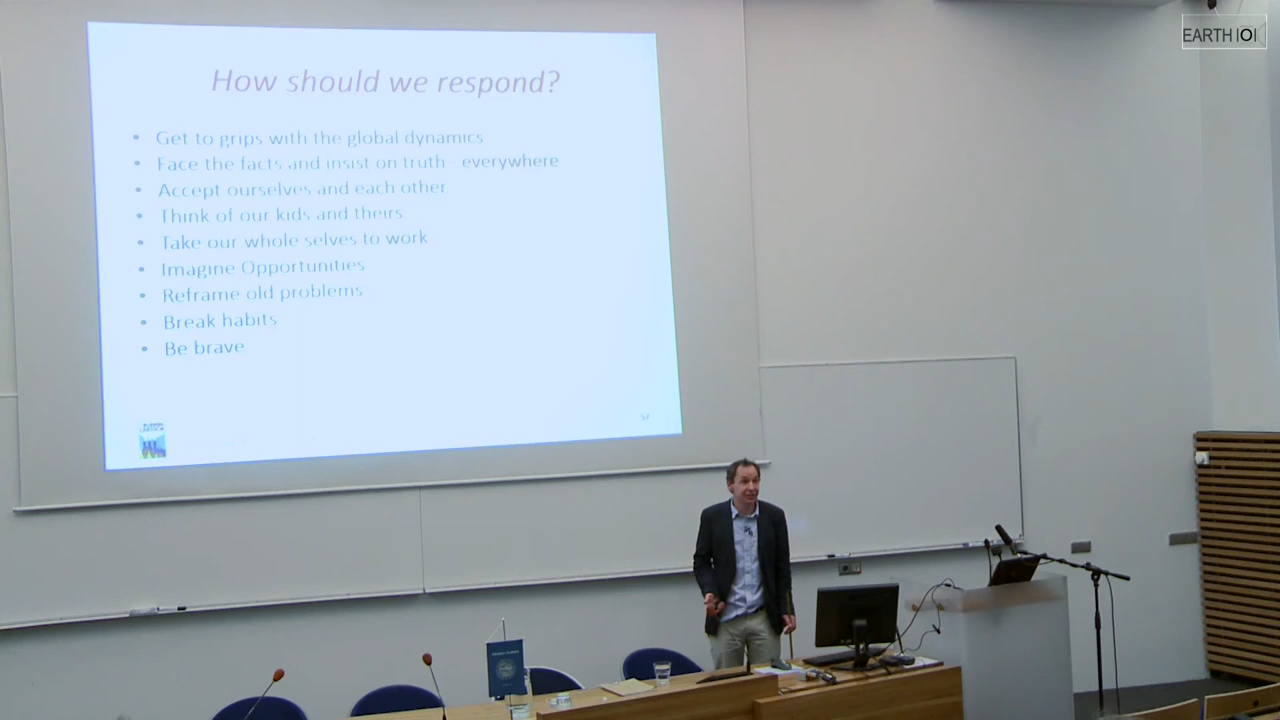 EARTH 101
How should we respond?
• Get to grips with the global dynamics
• Face the facts and insist on truth - everywhere
• Accept ourselves and each other
• Think of our kids and theirs
• Take our whole selves to work
• Imagine Opportunities
• Reframe old problems
• Break habits
• Be brave